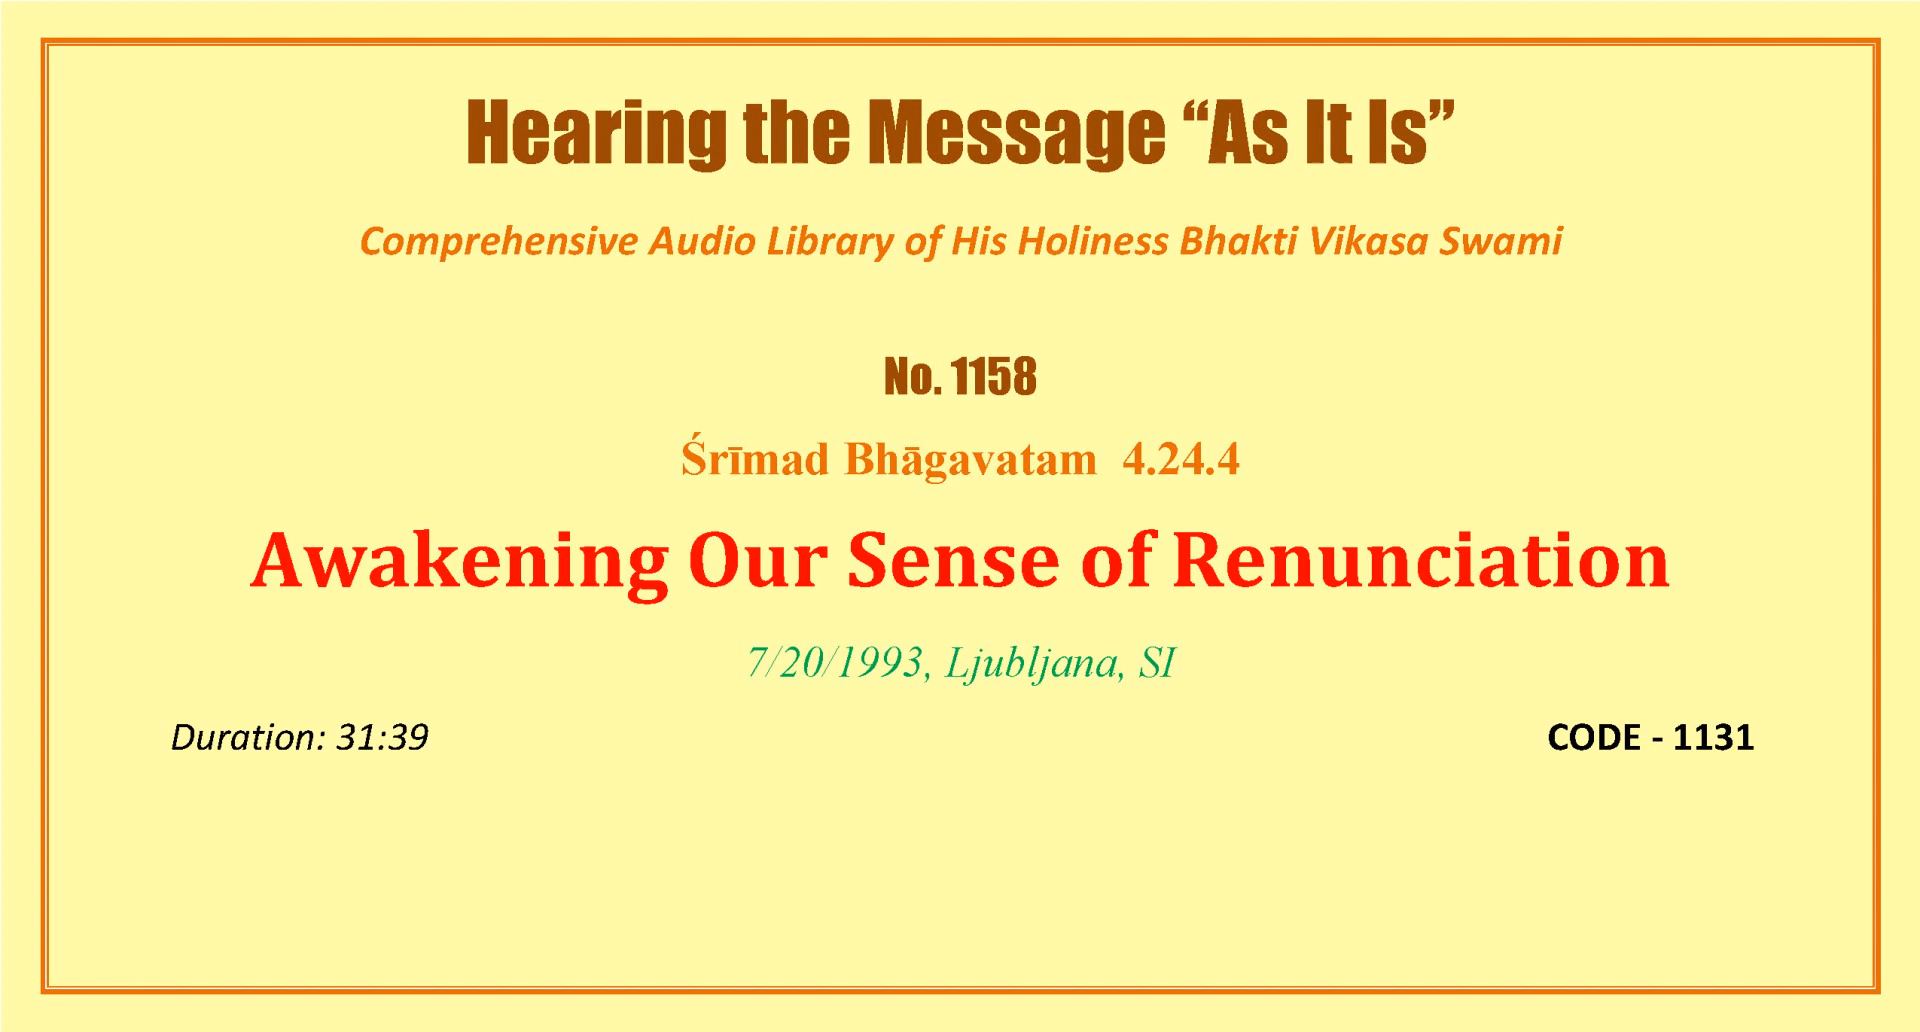 Hearing the Message “As It Is”
Comprehensive Audio Library of His Holiness Bhakti Vikasa Swami
No. 1158
Śrīmad Bhāgavatam 4.24.4
Awakening Our Sense of Renunciation
7/20/1993, Ljubljana, SI
Duration: 31:39 CODE - 1131